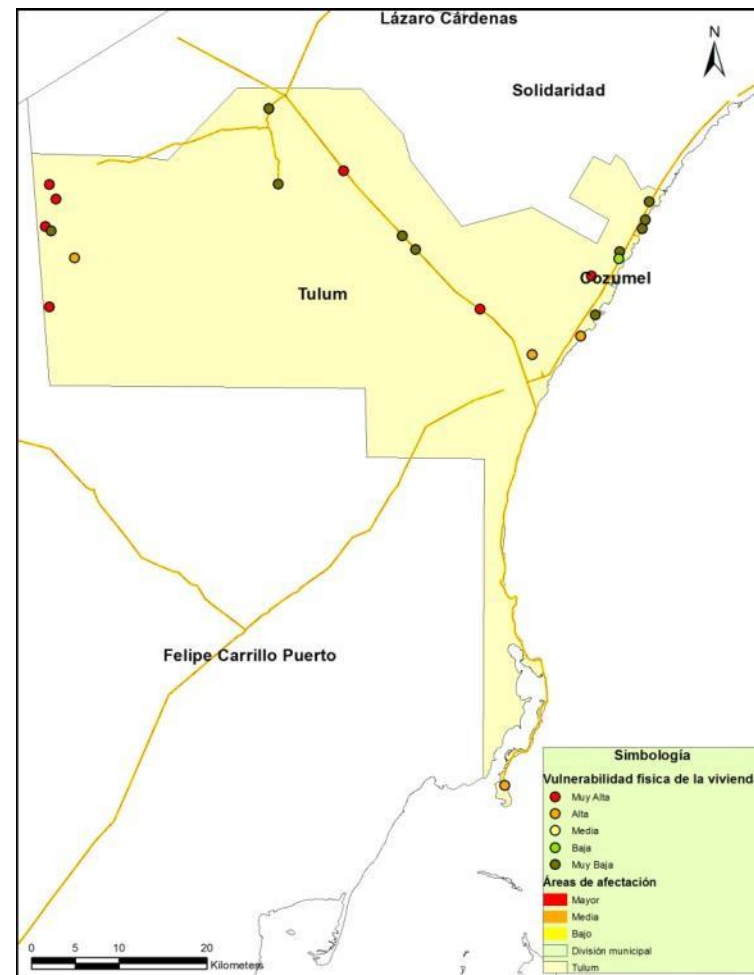 Lázaro Cárdenas
N
Solidaridad
Cozumel
Tulum
Felipe Carrillo Puerto
Simbología
Vulnerabilidad física de la viviend
Muy Alta
Alta
Media
Baja
Muy Baja
Áreas de afectación
Mayor
Media
Bajo
División municipal
Tulum
0 5 10 20
Kilometers